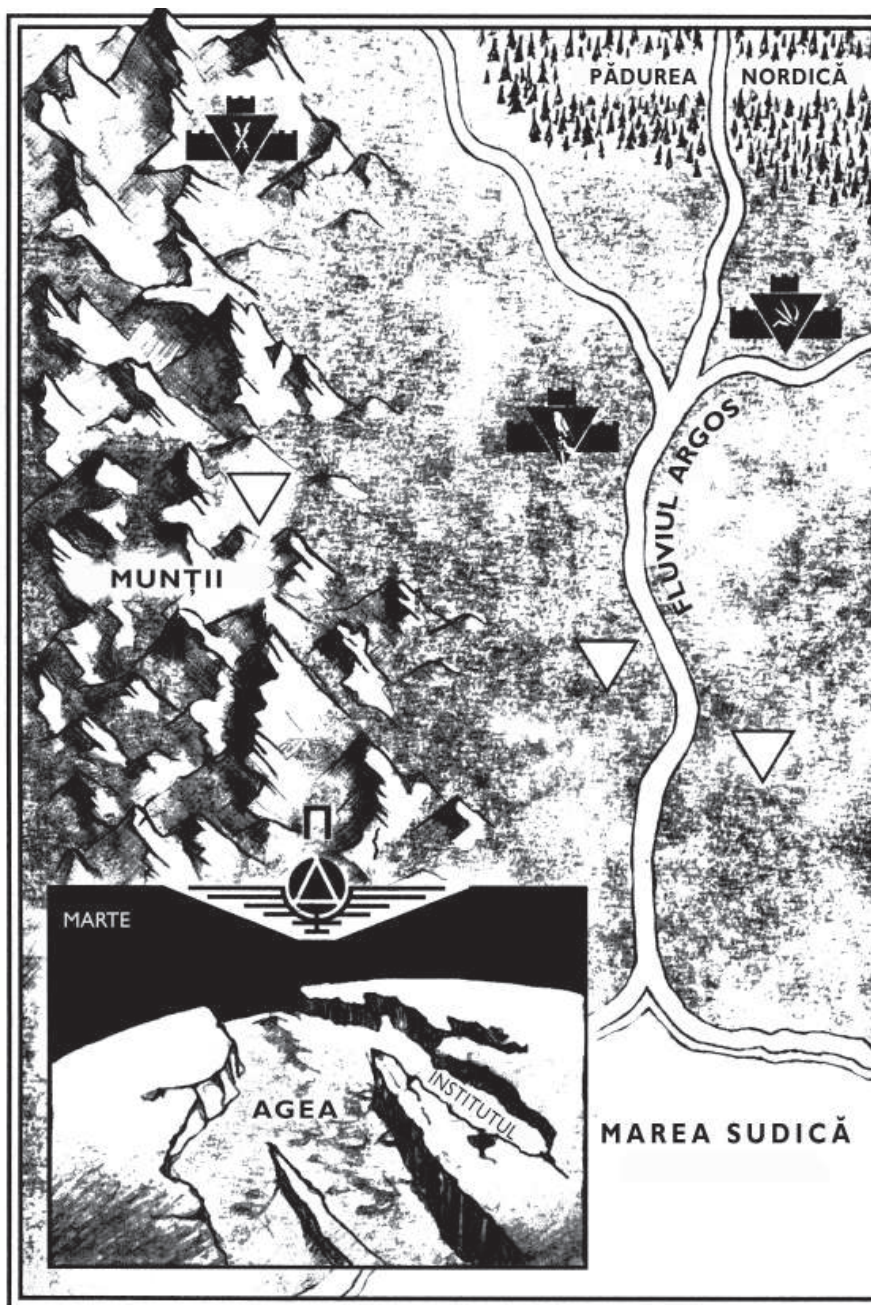 PĂDUREA NORDICĂ
FLUVIUL ARGOS
MUNȚII
MARTE
AGEA
INSTITUTUL
MAREA SUDICĂ